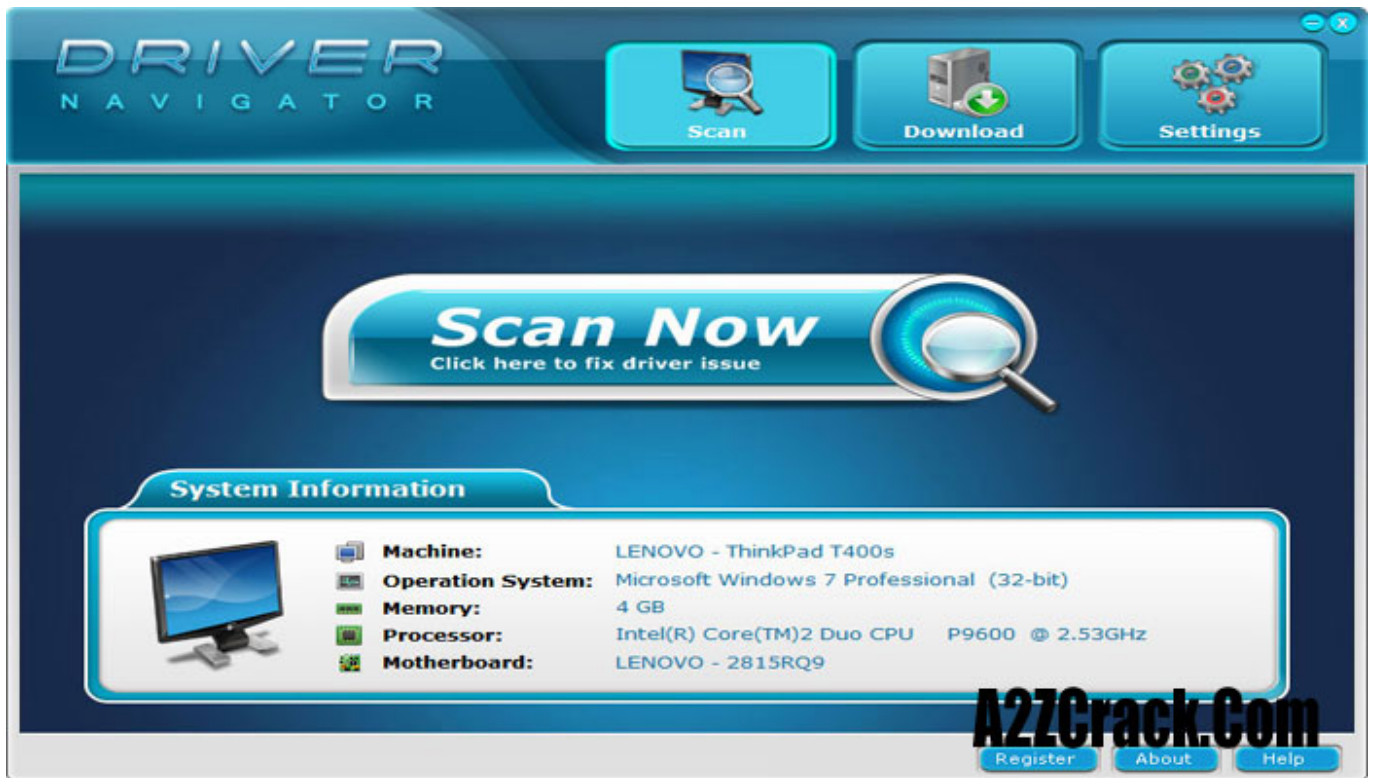 DRIVER
NAVIGATOR
Scan
Download
Settings
Scan Now
Click here to fix driver issue
System Information
Machine: LENOVO - ThinkPad T400s
Operation System: Microsoft Windows 7 Professional (32-bit)
Memory: 4 GB
Processor: Intel(R) Core(TM)2 Duo CPU P9600 @ 2.53GHz
Motherboard: LENOVO - 2815RQ9
A2ZCrack.Com
Register
About
Help